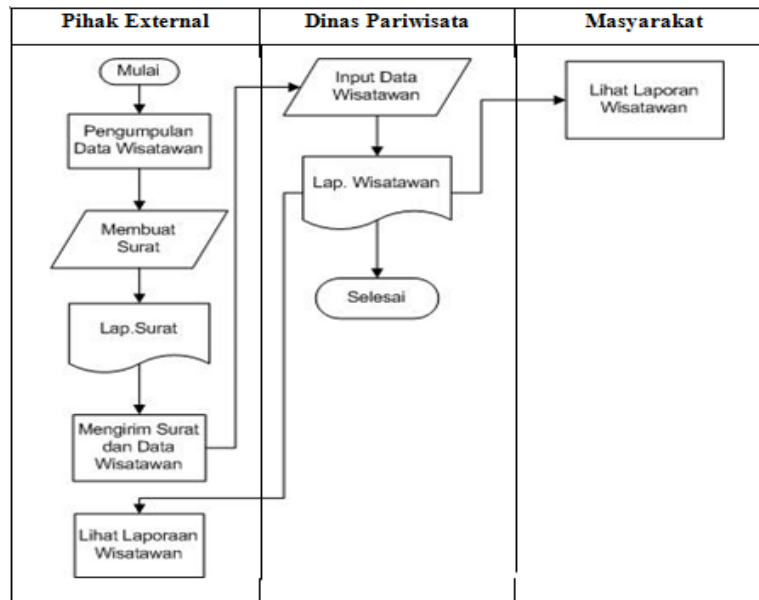 Pihak External
Dinas Pariwisata
Masyarakat
Mulai
Pengumpulan
Data Wisatawan
Membuat
Surat
Lap.Surat
Mengirim Surat
dan Data
Wisatawan
Lihat Laporaan
Wisatawan
Input Data
Wisatawan
Lap. Wisatawan
Selesai
Lihat Laporan
Wisatawan